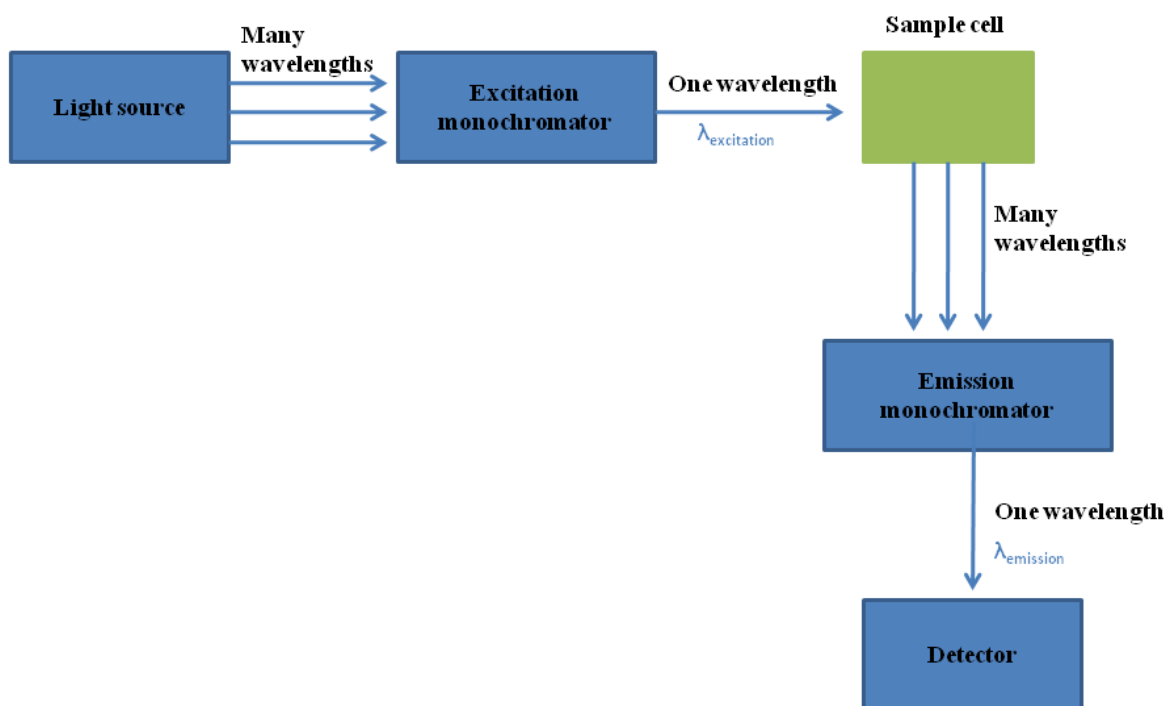 Sample cell
Many
wavelengths
Light source
Excitation
monochromator
One wavelength
λexcitation
Many
wavelengths
Emission
monochromator
One wavelength
λemission
Detector